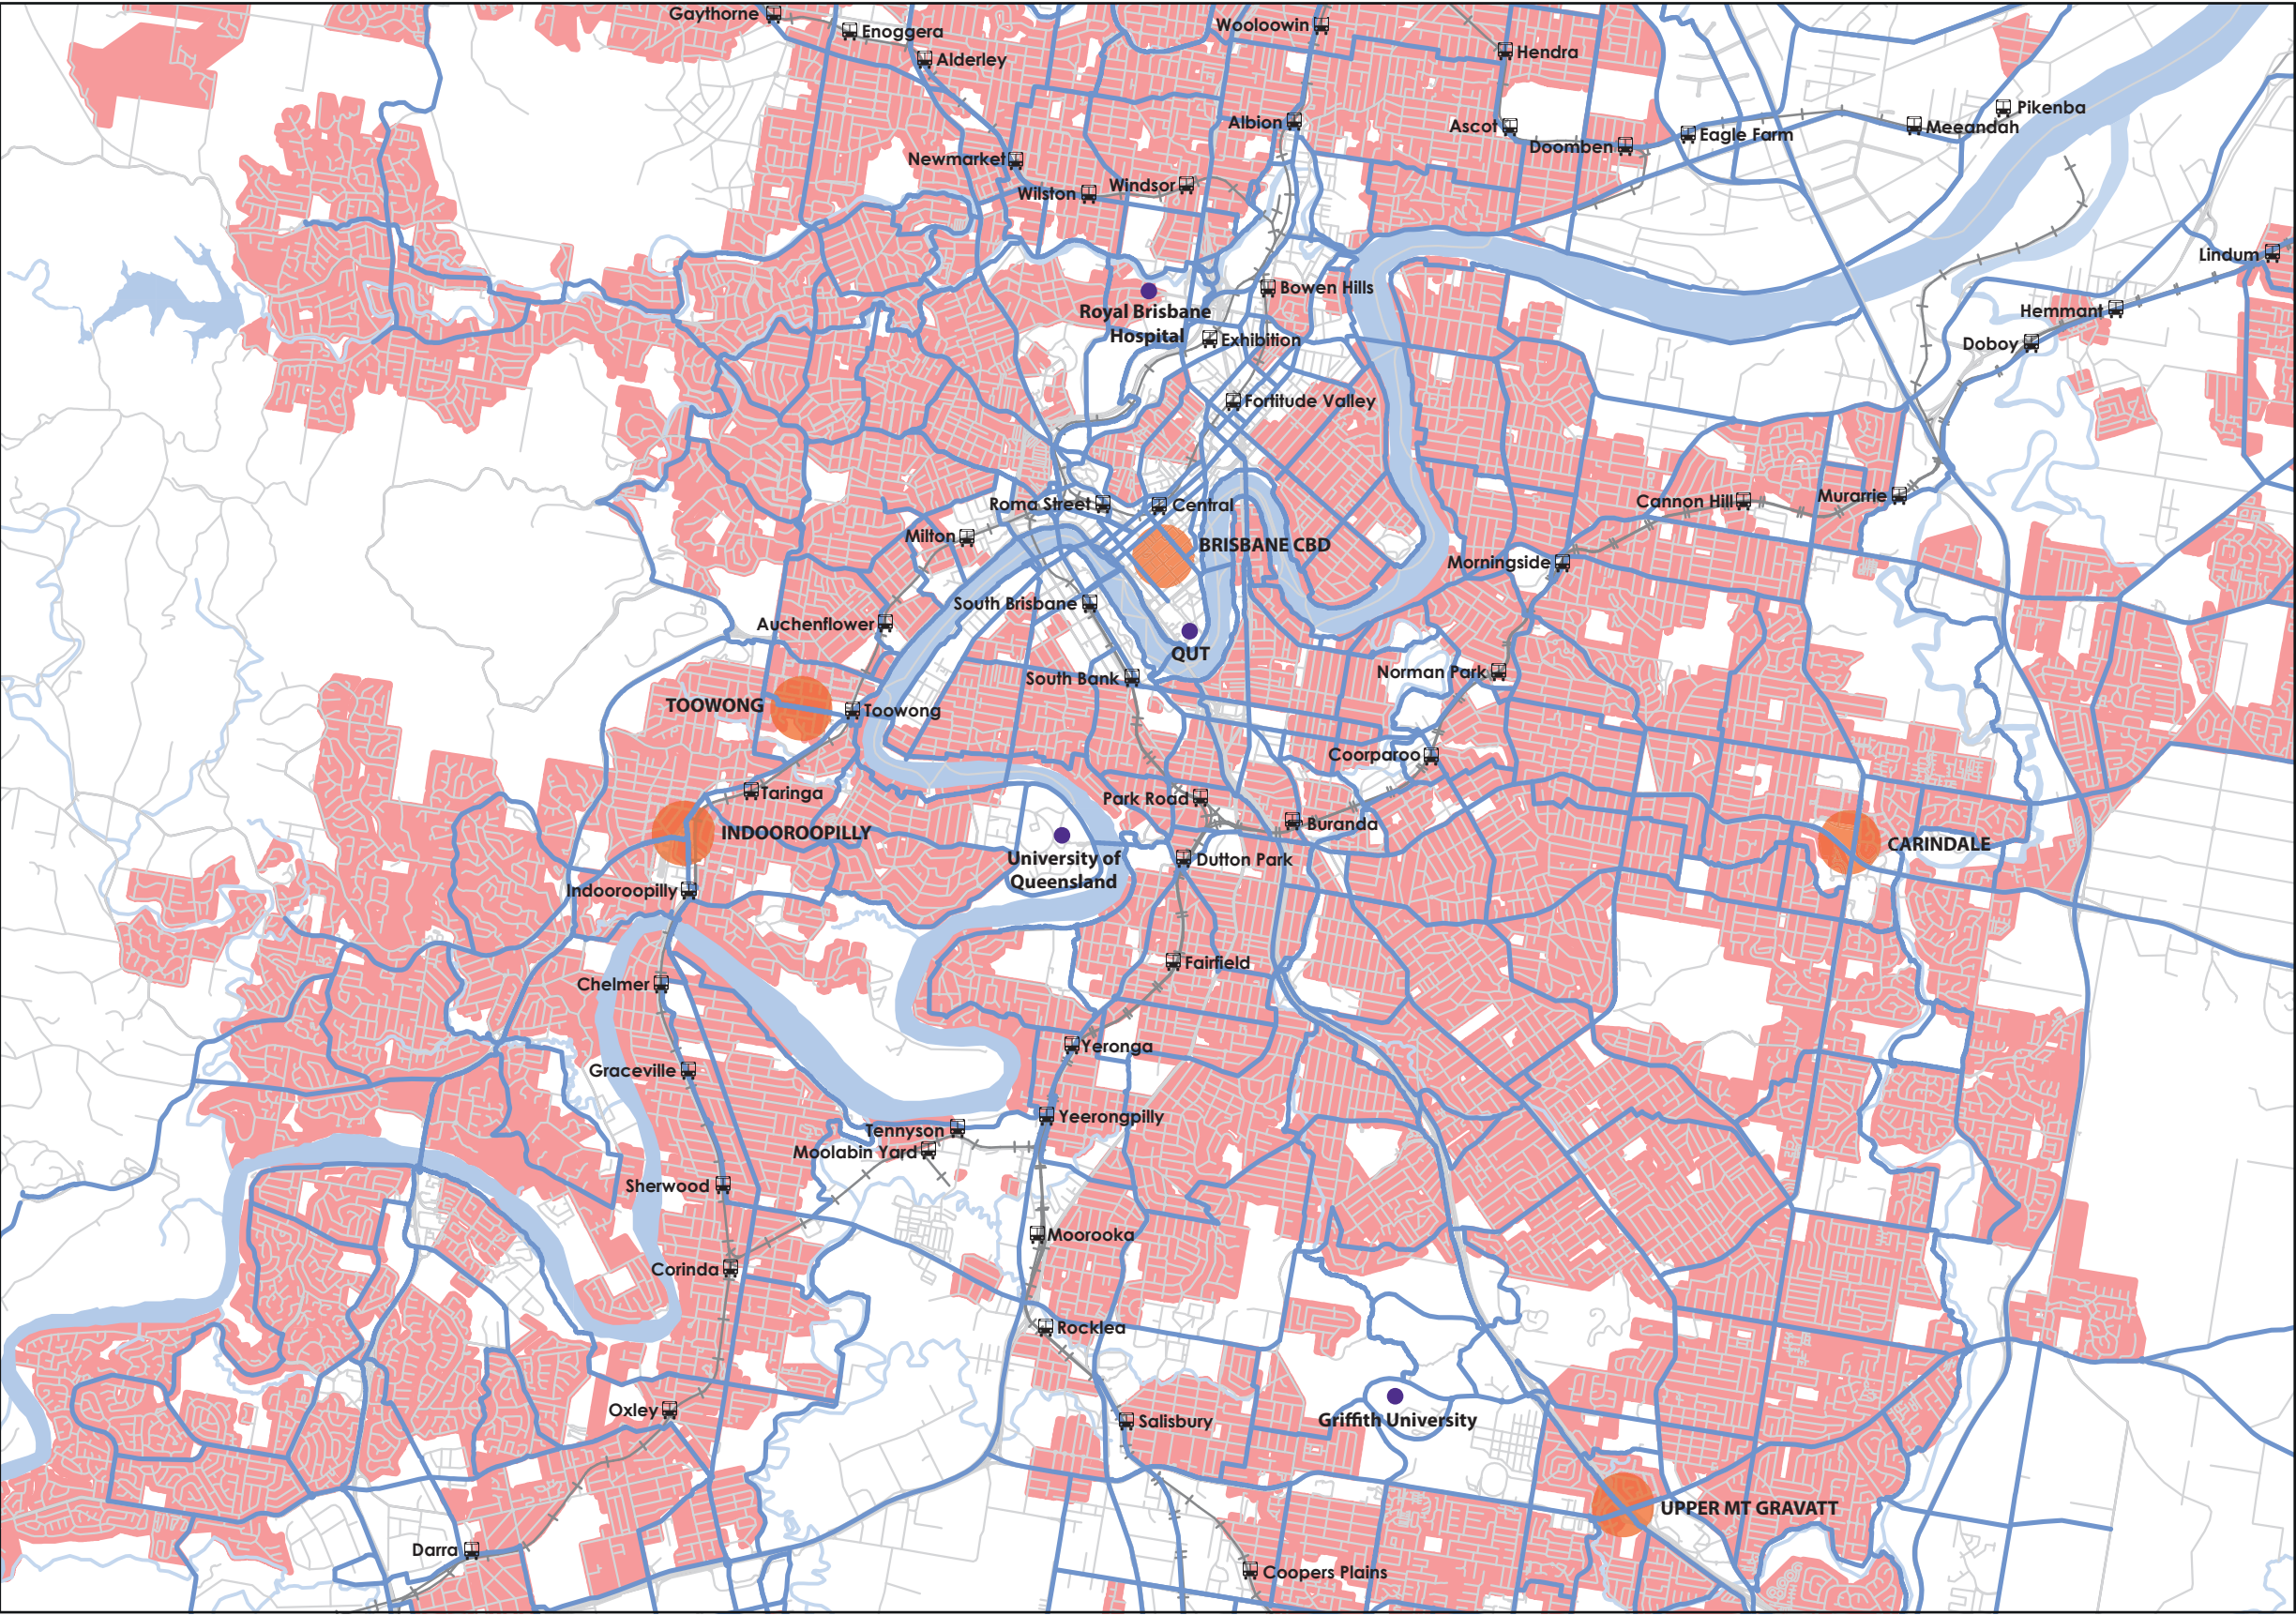 Gaythorne
Enoggera
Wooloowin
Hendra
Alderley
Pikenba
Albion
Ascot
Meeandah
Eagle Farm
Doomben
Newmarket
Windsor
Wilston
Lindum
Bowen Hills
Royal Brisbane
Hospital
Hemmant
Exhibition
Doboy
Fortitude Valley
Roma Street
Central
Cannon Hill
Murarrie
Milton
BRISBANE CBD
Morningside
South Brisbane
Auchenflower
QUT
South Bank
Norman Park
TOOWONG
Toowong
Coorparoo
Taringa
Park Road
Buranda
INDOOROOPILLY
CARINDALE
University of
Queensland
Dutton Park
Indooroopilly
Fairfield
Chelmer
Yeronga
Graceville
Yeerongpilly
Tennyson
Moolabin Yard
Sherwood
Moorooka
Corinda
Rocklea
Oxley
Salisbury
Griffith University
UPPER MT GRAVATT
Darra
Coopers Plains